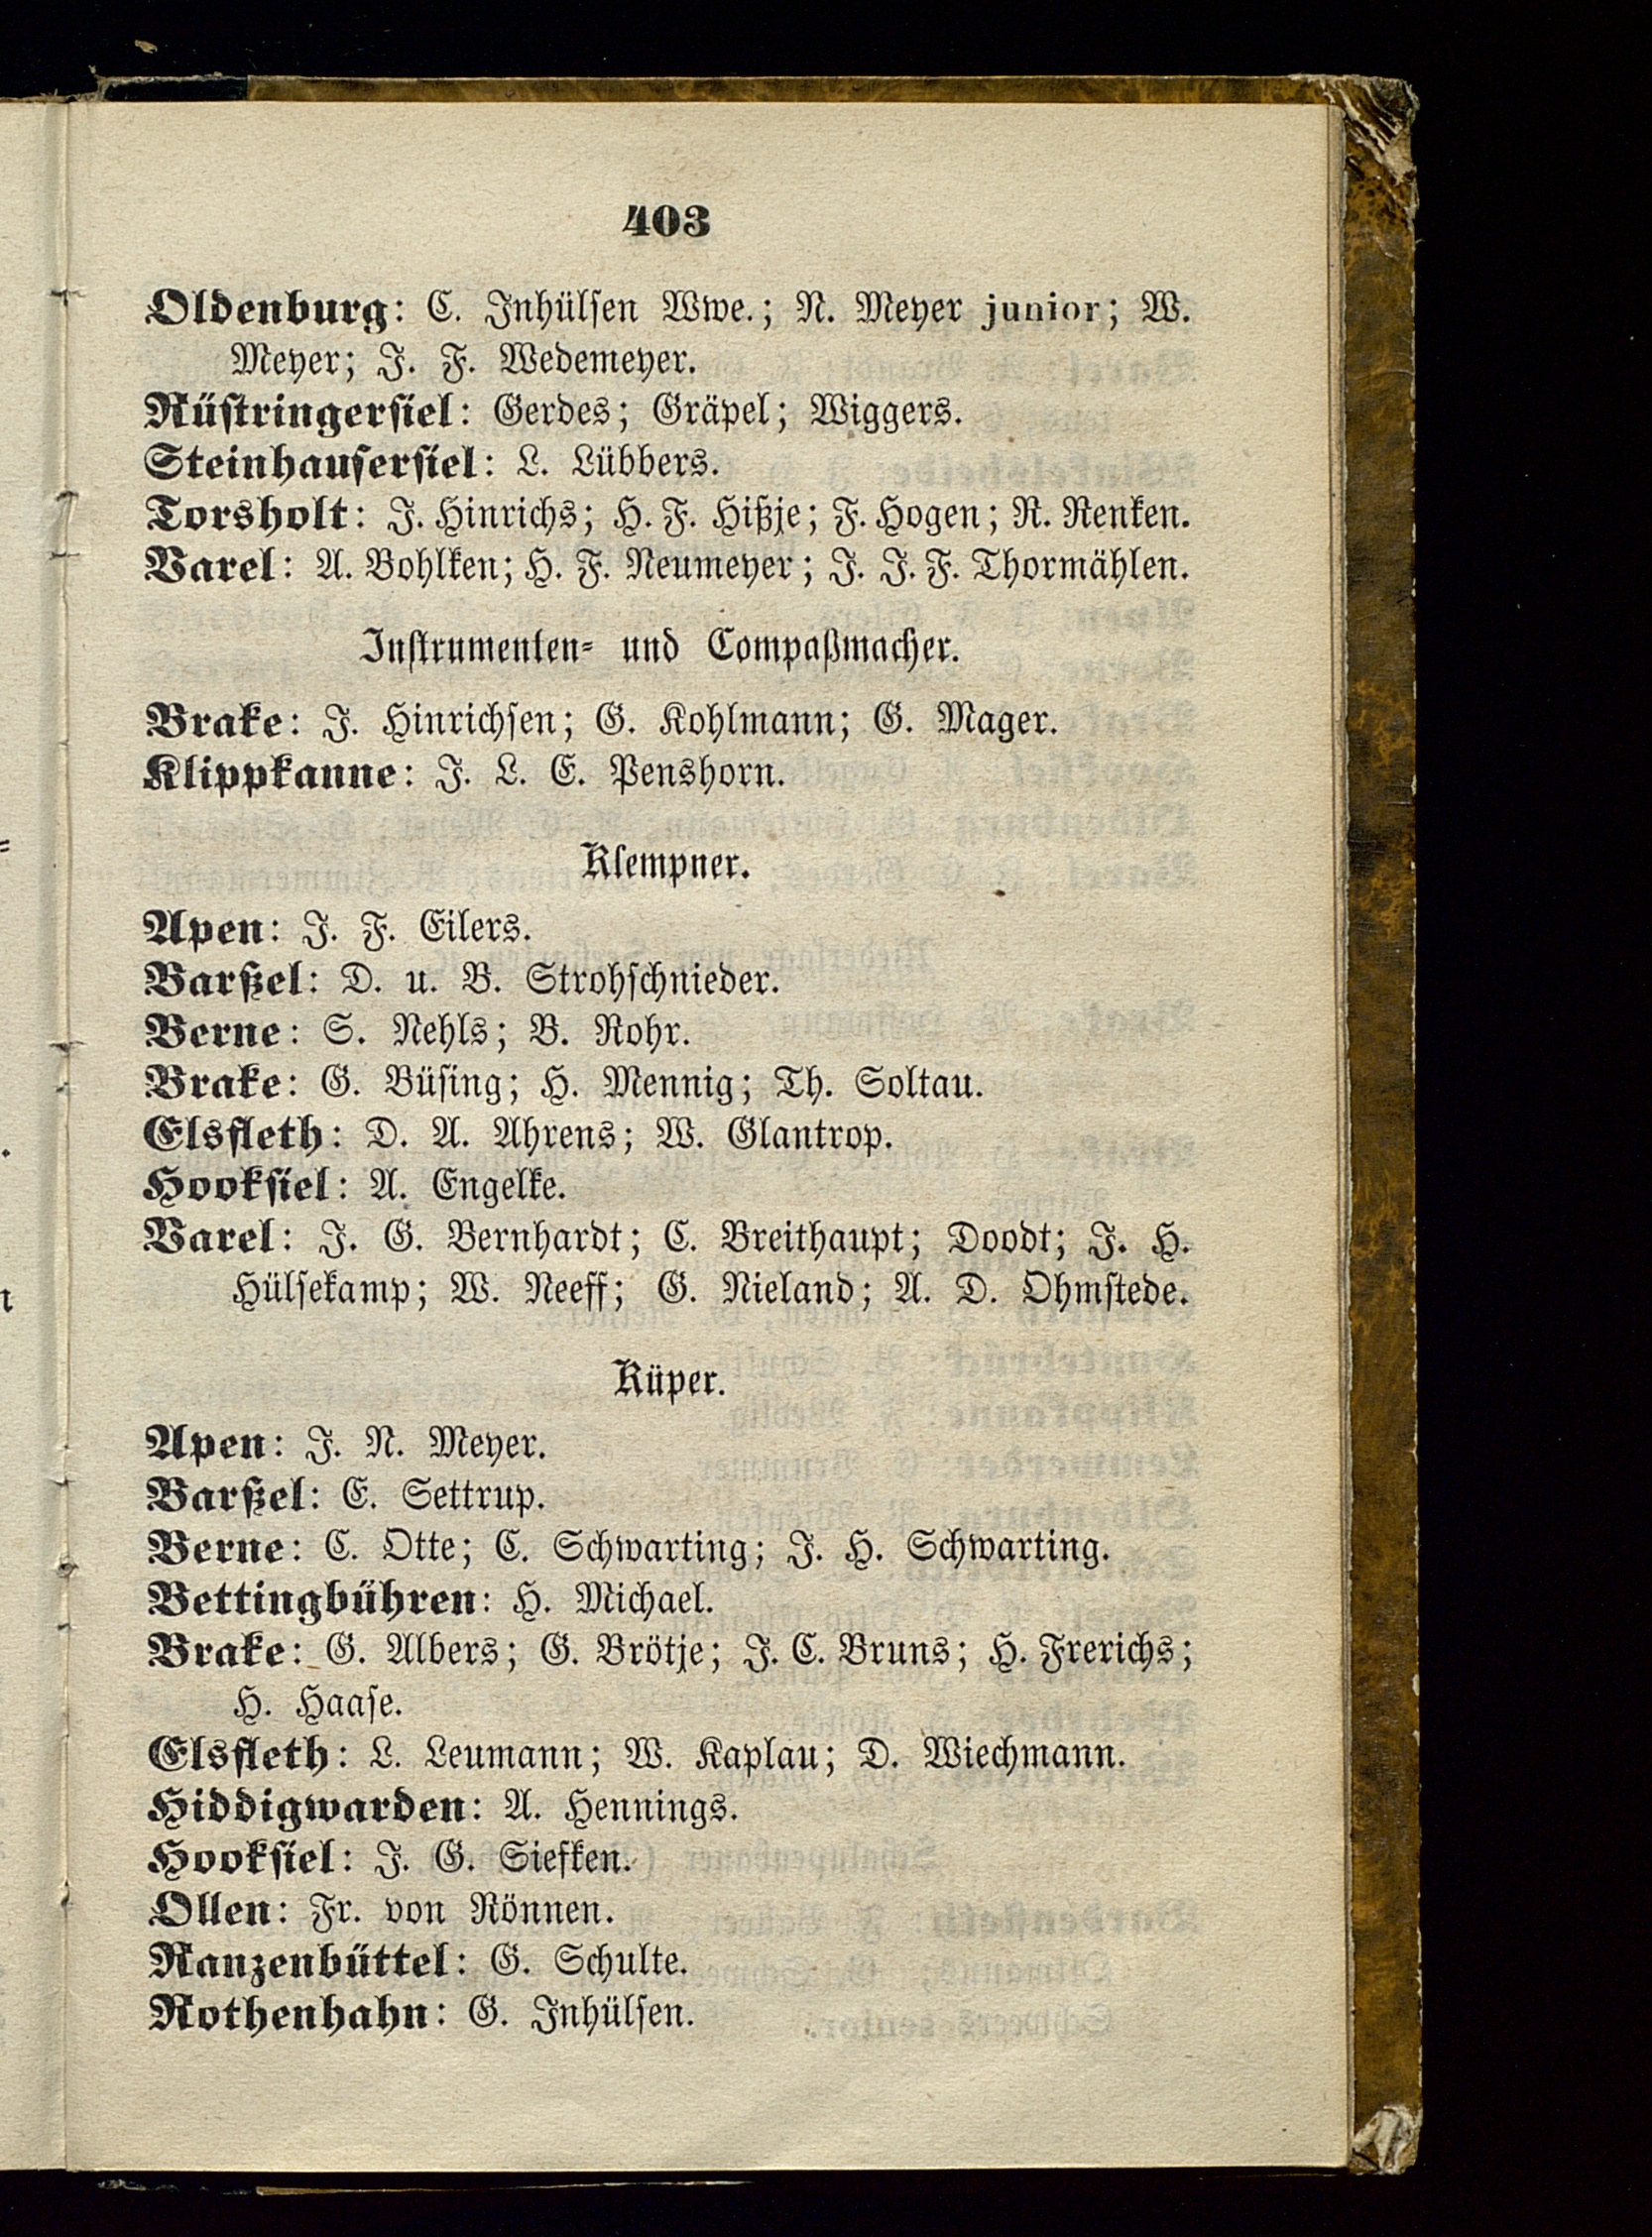 403
Oldenburg: C. Inhülsen Wwe.; N. Meyer junior; W.
Meyer; J. F. Wedemeyer.
Rüstringersiel: Gerdes; Gräpel; Wiggers.
Steinhausersiel: L. Lübbers.
Torsholt: J. Hinrichs; H. F. Hißje; F. Hogen; R. Renken.
Varel: A. Bohlken; H. F. Neumeyer; J. J. F. Thormählen.
Instrumenten- und Compaßmacher.
Brake: J. Hinrichsen; G. Kohlmann; G. Mager.
Klippkanne: J. L. E. Penshorn.
Klempner.
Apen: J. F. Eilers.
Barßel: D. u. B. Strohschnieder.
Berne: S. Nehls; B. Rohr.
Brake: G. Büsing; H. Mennig; Th. Soltau.
Elsfleth: D. A. Ahrens; W. Glantrop.
Hooksiel: A. Engelke.
Varel: J. G. Bernhardt; C. Breithaupt; Doodt; J. H.
Hülsekamp; W. Neeff; G. Nieland; A. D. Ohmstede.
Küper.
Apen: J. N. Meyer.
Barßel: E. Settrup.
Berne: C. Otte; C. Schwarting; J. H. Schwarting.
Bettingbühren: H. Michael.
Brake: G. Albers; G. Brötje; J. C. Bruns; H. Frerichs;
H. Haase.
Elsfleth: L. Leumann; W. Kaplau; D. Wiechmann.
Hiddigwarden: A. Hennings.
Hooksiel: J. G. Siefken.
Ollen: Fr. von Rönnen.
Ranzenbüttel: G. Schulte.
Rothenhahn: G. Inhülsen.